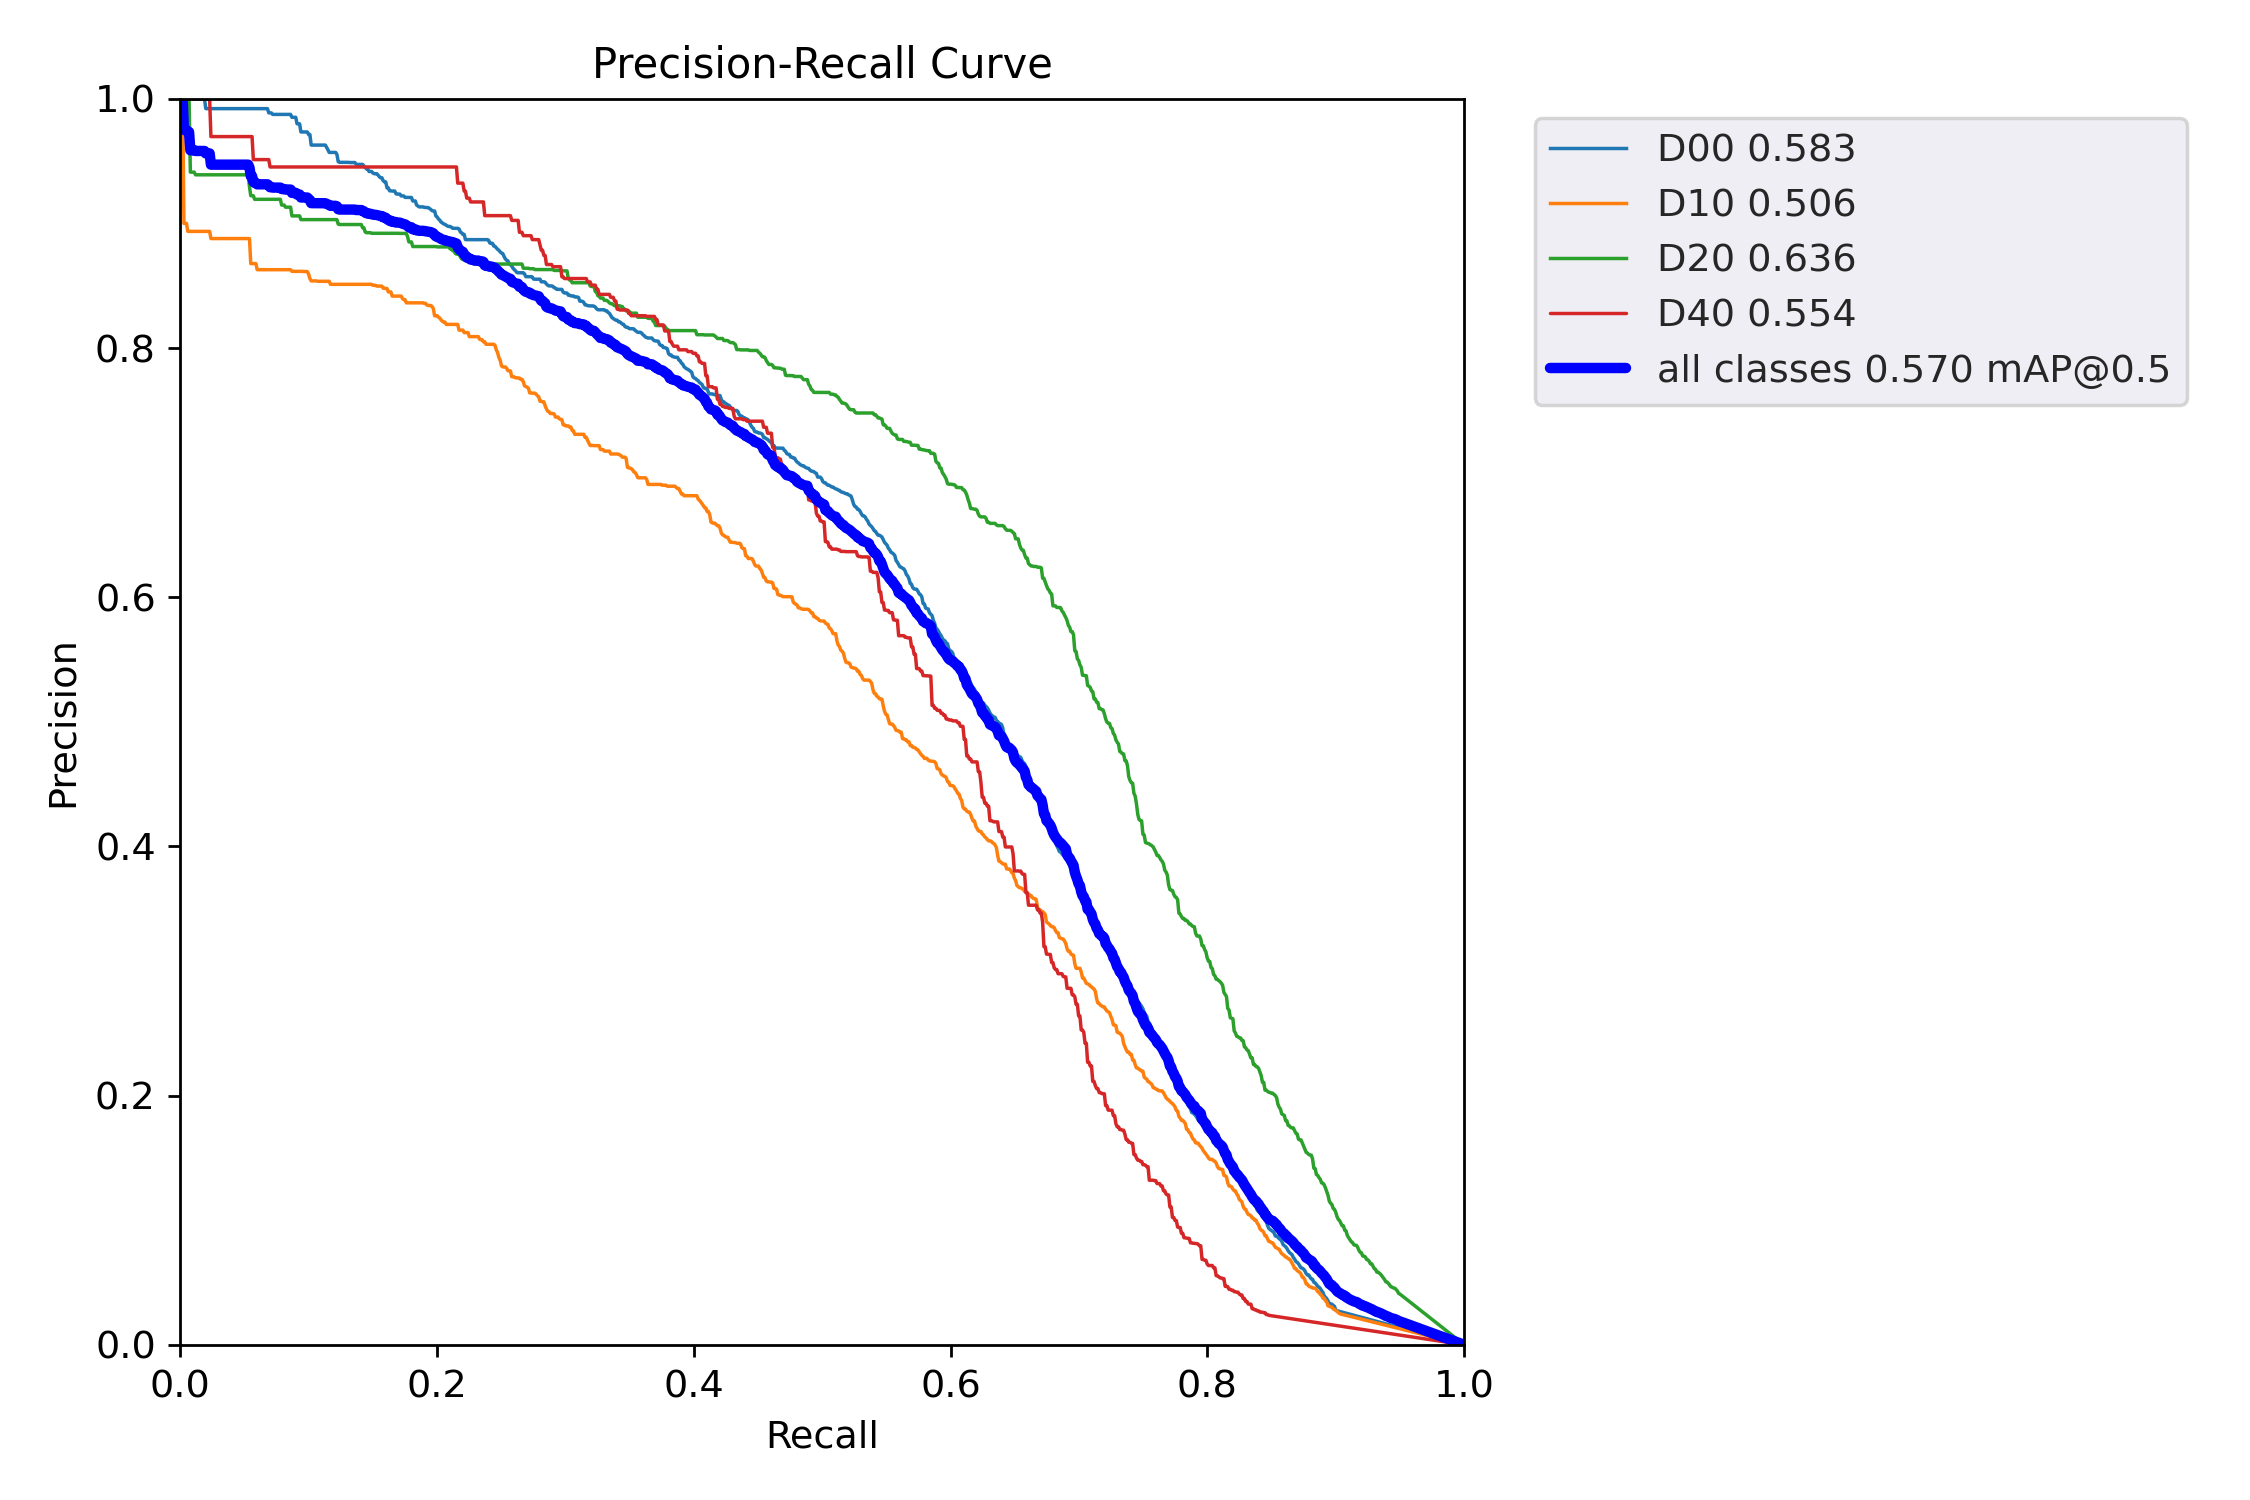 Precision-Recall Curve
1.0
0.8
0.6
0.4
0.2
0.0
Precision
0.0 0.2 0.4 0.6 0.8 1.0
Recall
D00 0.583
D10 0.506
D20 0.636
D40 0.554
all classes 0.570 mAP@0.5